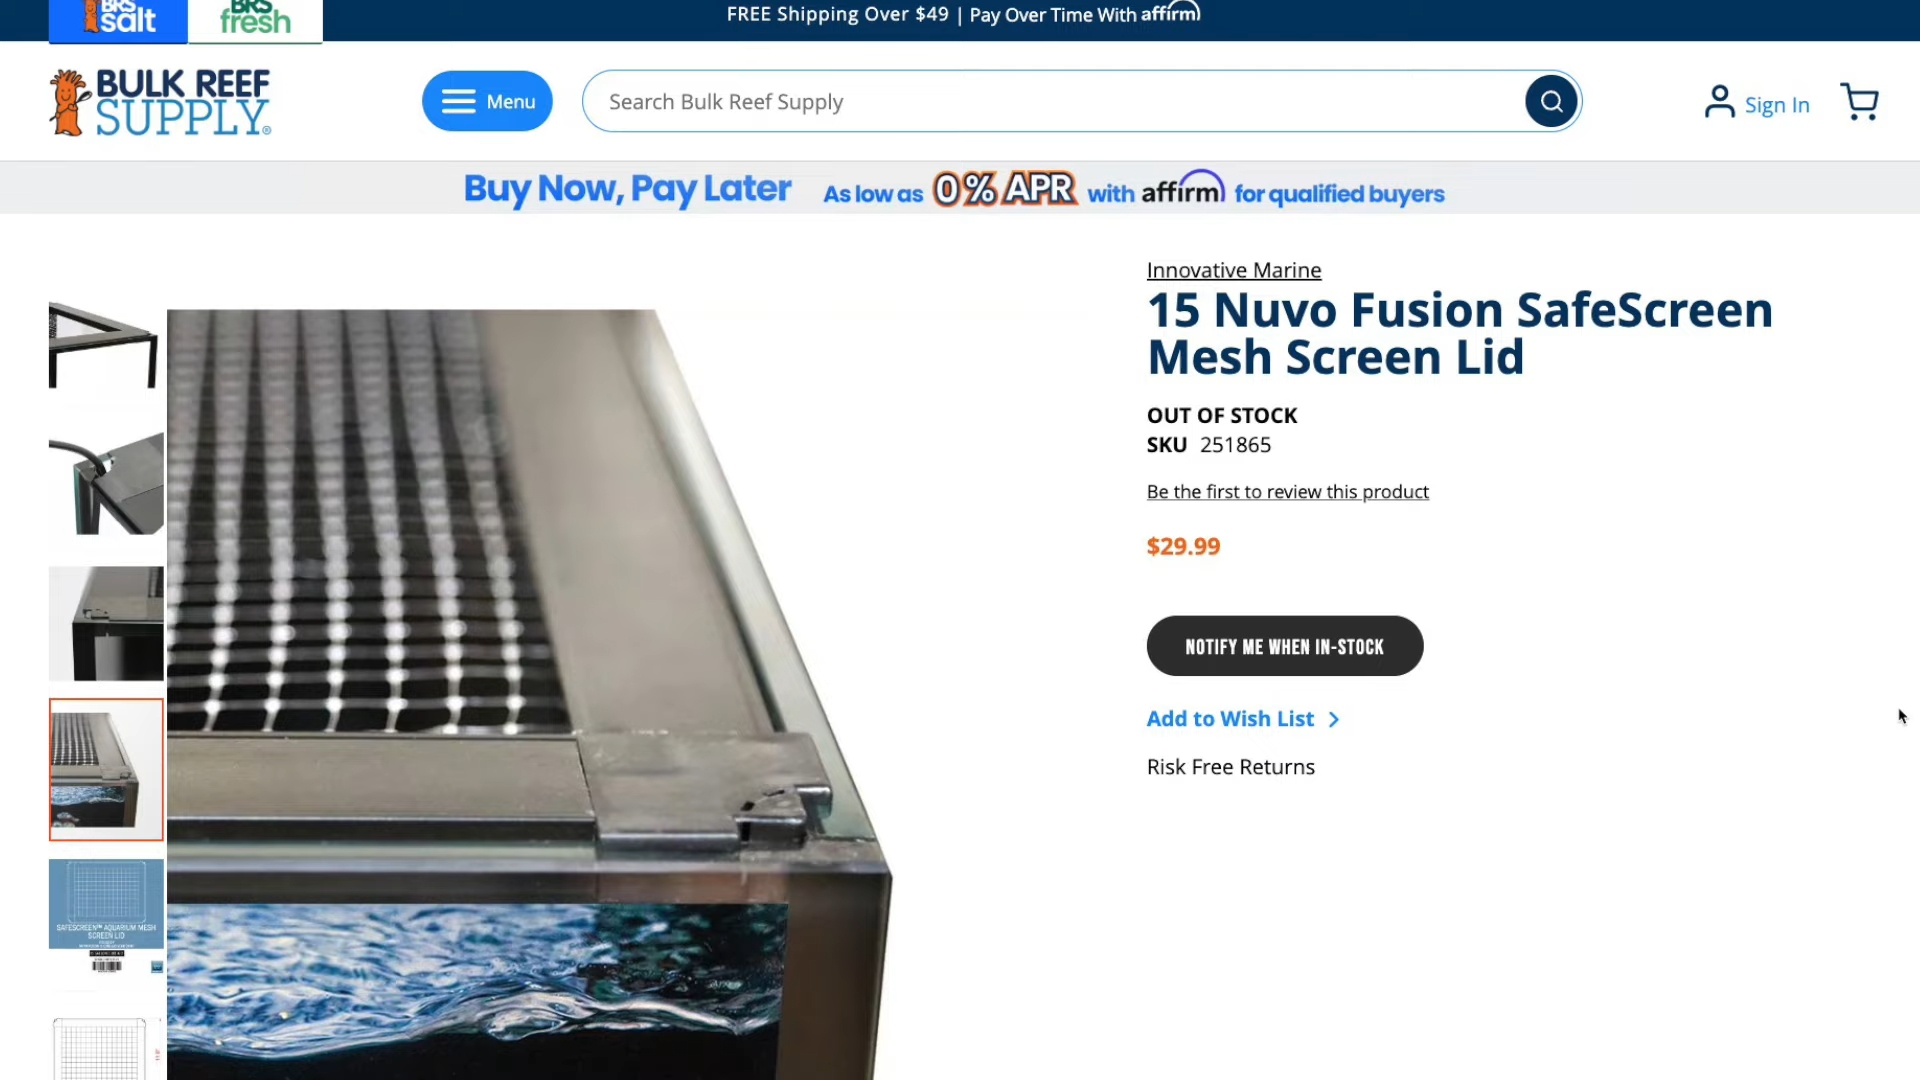 BRS
salt
BRS
fresh
FREE Shipping Over $49 | Pay Over Time With affirm
BULK REEF
SUPPLY®
Menu
Search Bulk Reef Supply
Sign In
Buy Now, Pay Later As low as 0% APR with affirm for qualified buyers
Innovative Marine
15 Nuvo Fusion SafeScreen
Mesh Screen Lid
OUT OF STOCK
SKU 251865
Be the first to review this product
$29.99
NOTIFY ME WHEN IN-STOCK
Add to Wish List
Risk Free Returns
SAFESCREEN™ AQUARIUM MESH
SCREEN LID